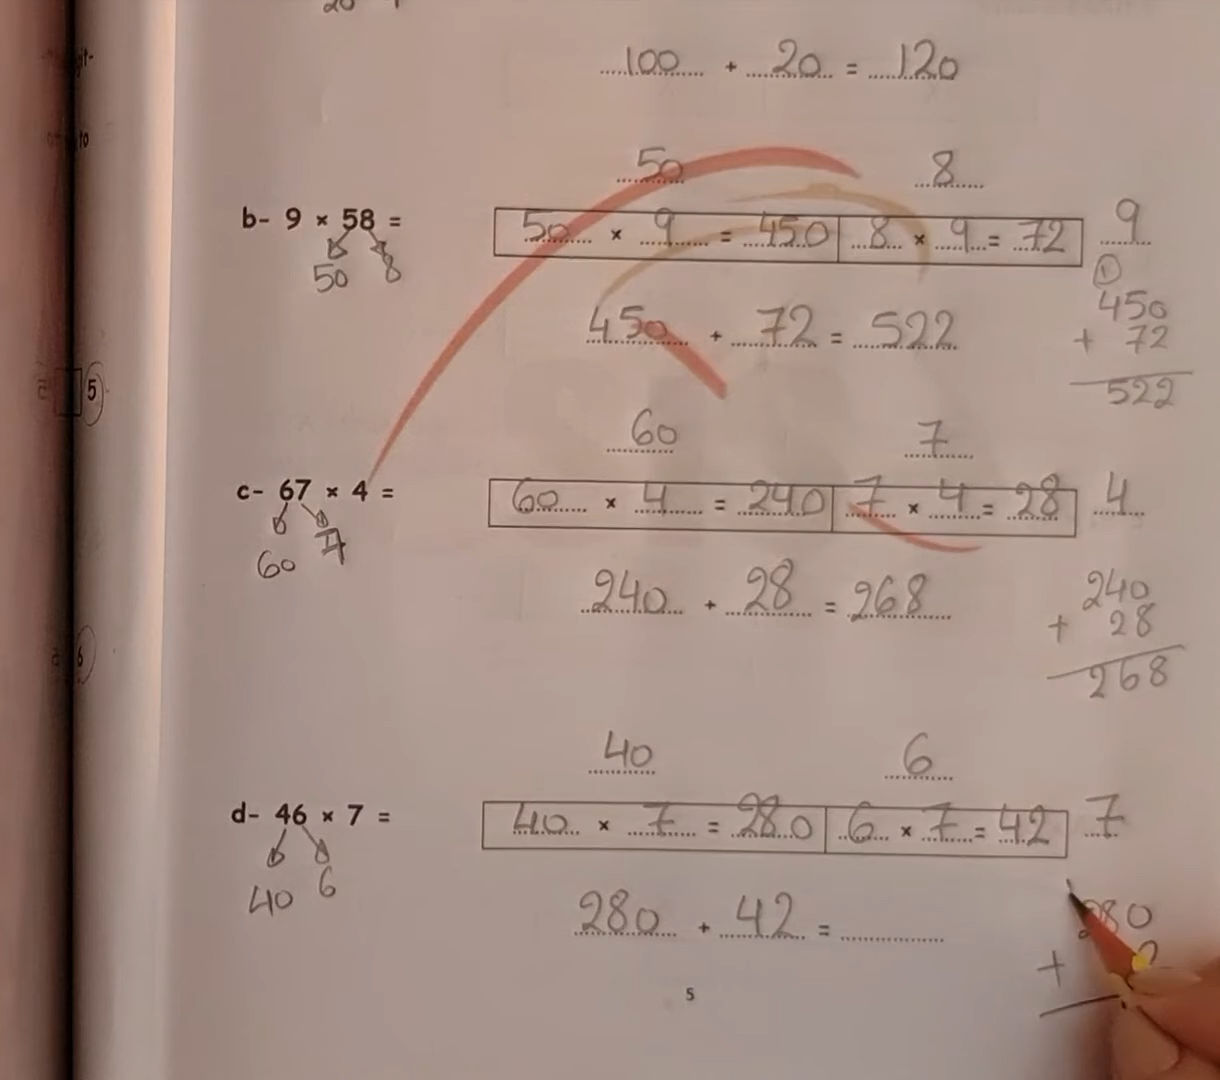 100 + 20 = 120
50 8
b- 9 × 58 = 50 × 9 = 450 8 × 9 = 72 9
50 8
1
450 + 72 = 522
450
+ 72
522
5
60 7
c- 67 × 4 = 60 × 4 = 240 7 × 4 = 28 4
60 7
240 + 28 = 268
240
+ 28
268
6
40 6
d- 46 × 7 = 40 × 7 = 280 6 × 7 = 42 7
40 6
280 + 42 =
280
+ 2
5